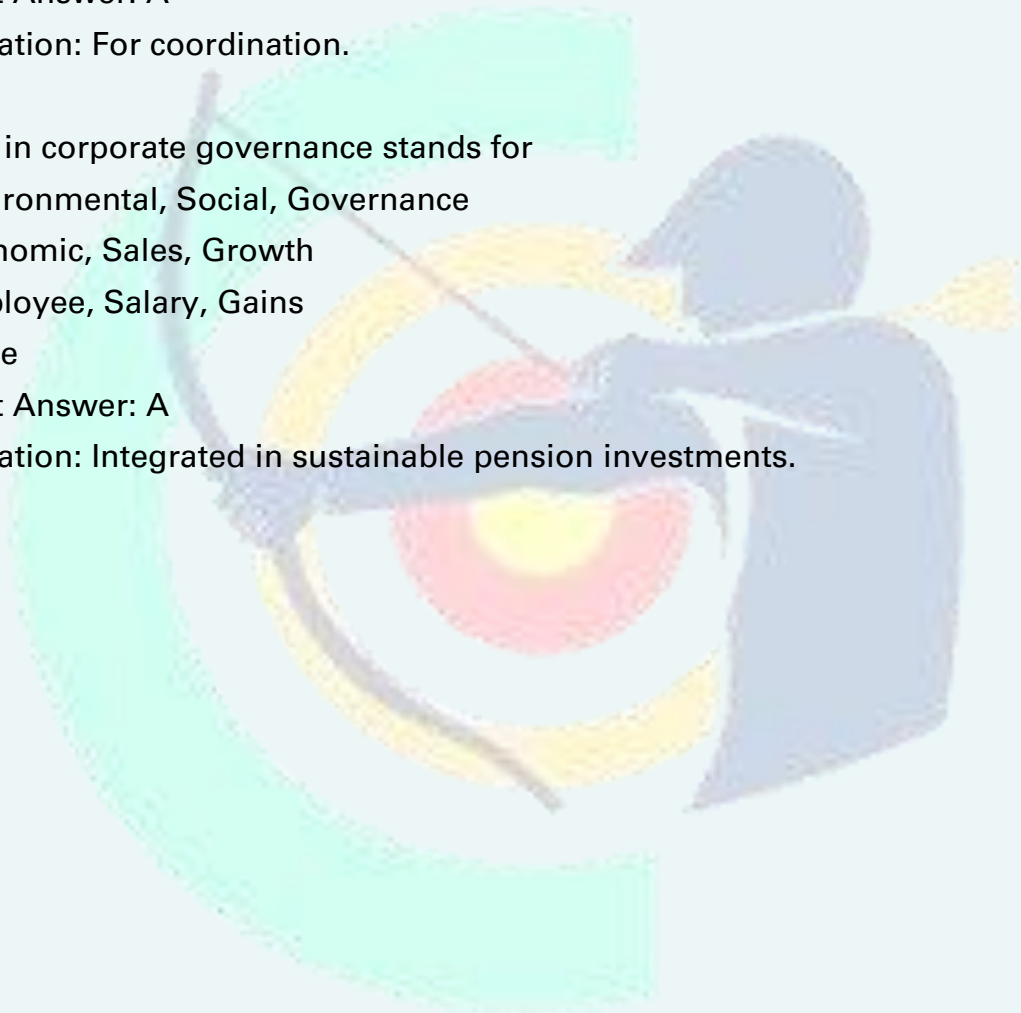 t Answer: A
ation: For coordination.
in corporate governance stands for
ronmental, Social, Governance
nomic, Sales, Growth
ployee, Salary, Gains
e
t Answer: A
ation: Integrated in sustainable pension investments.